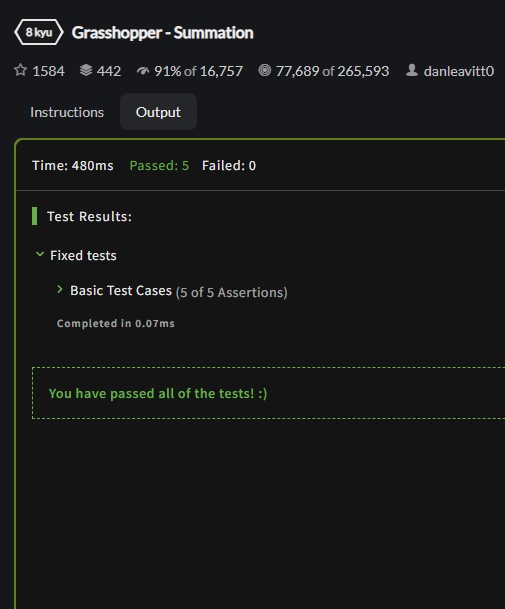 8 kyu Grasshopper - Summation
1584 442 91% of 16,757 77,689 of 265,593 danleavitt0
Instructions Output
Time: 480ms Passed: 5 Failed: 0
Test Results:
Fixed tests
Basic Test Cases (5 of 5 Assertions)
Completed in 0.07ms
You have passed all of the tests! :)